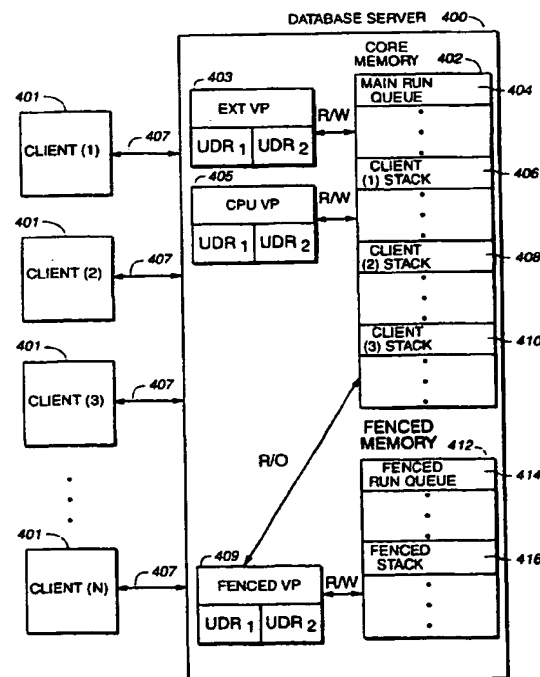 DATABASE SERVER
400
CORE
MEMORY
402
MAIN RUN
QUEUE
404
CLIENT
(1) STACK
406
CLIENT
(2) STACK
408
CLIENT
(3) STACK
410
403
EXT VP
UDR 1
UDR 2
R/W
405
CPU VP
UDR 1
UDR 2
R/W
401
CLIENT (1)
407
401
CLIENT (2)
407
401
CLIENT (3)
407
401
CLIENT (N)
407
R/O
FENCED
MEMORY
412
FENCED
RUN QUEUE
414
FENCED
STACK
416
409
FENCED VP
UDR 1
UDR 2
R/W